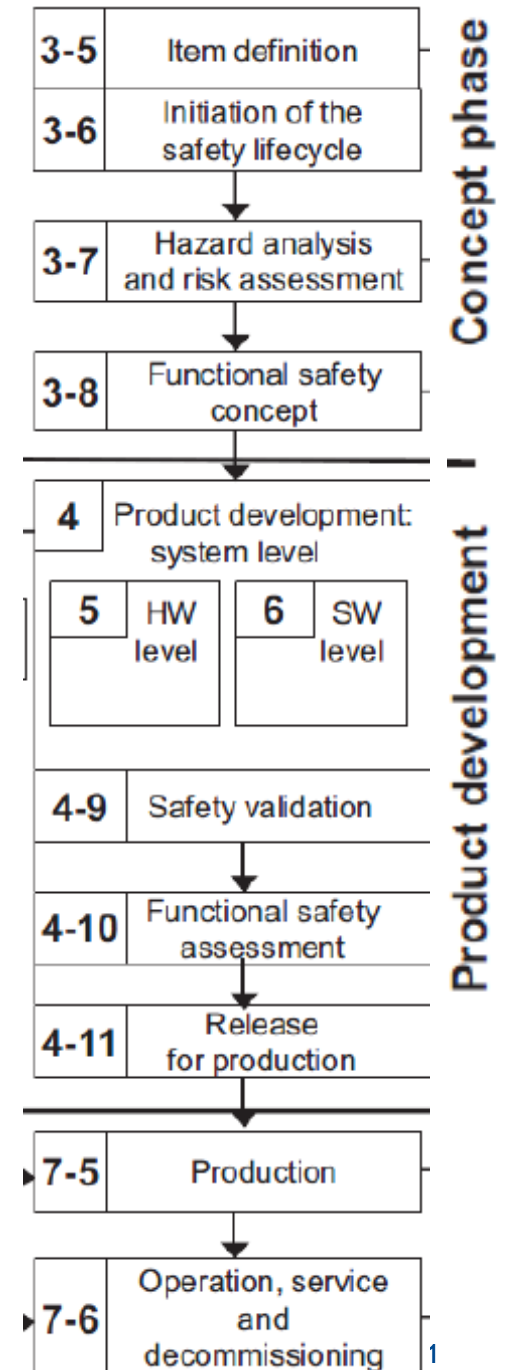 3-5 Item definition
3-6 Initiation of the
safety lifecycle
3-7 Hazard analysis
and risk assessment
3-8 Functional safety
concept
Concept phase
4 Product development:
system level
5 HW
level
6 SW
level
4-9 Safety validation
4-10 Functional safety
assessment
4-11 Release
for production
Product development
7-5 Production
7-6 Operation, service
and
decommissioning
1